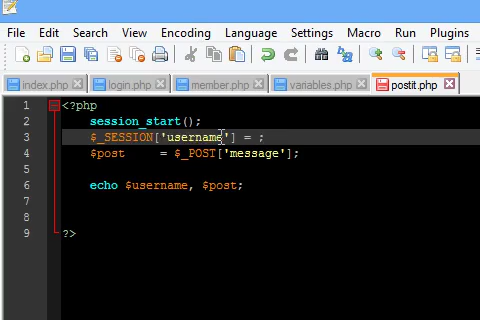 File Edit Search View Encoding Language Settings Macro Run Plugins
index.php login.php member.php variables.php postit.php
1 <?php
2 session_start();
3 $_SESSION['username'] = ;
4 $post = $_POST['message'];
5
6 echo $username, $post;
7
8
9 ?>